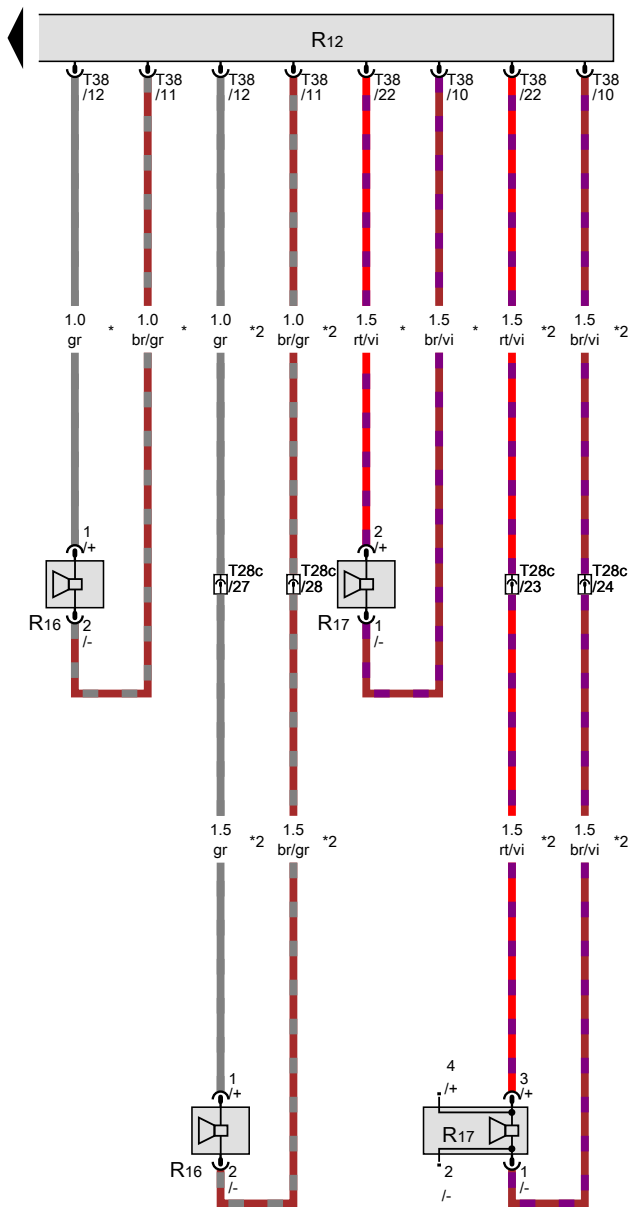 R12
T38 T38 T38 T38 T38 T38 T38 T38
/12 /11 /12 /11 /22 /10 /22 /10
1.0 * 1.0 * 1.0 *2 1.0 *2 1.5 * 1.5 * 1.5 *2 1.5 *2
gr br/gr gr br/gr rt/vi br/vi rt/vi br/vi
1 2
/+ /+
T28c T28c T28c T28c
/27 /28 /23 /24
R16 2 R17 1
/- /-
1.5 *2 1.5 *2 1.5 *2 1.5 *2
gr br/gr rt/vi br/vi
4
1 /+ 3
/+ /+
R17
R16 2 2 1
/- /- /-